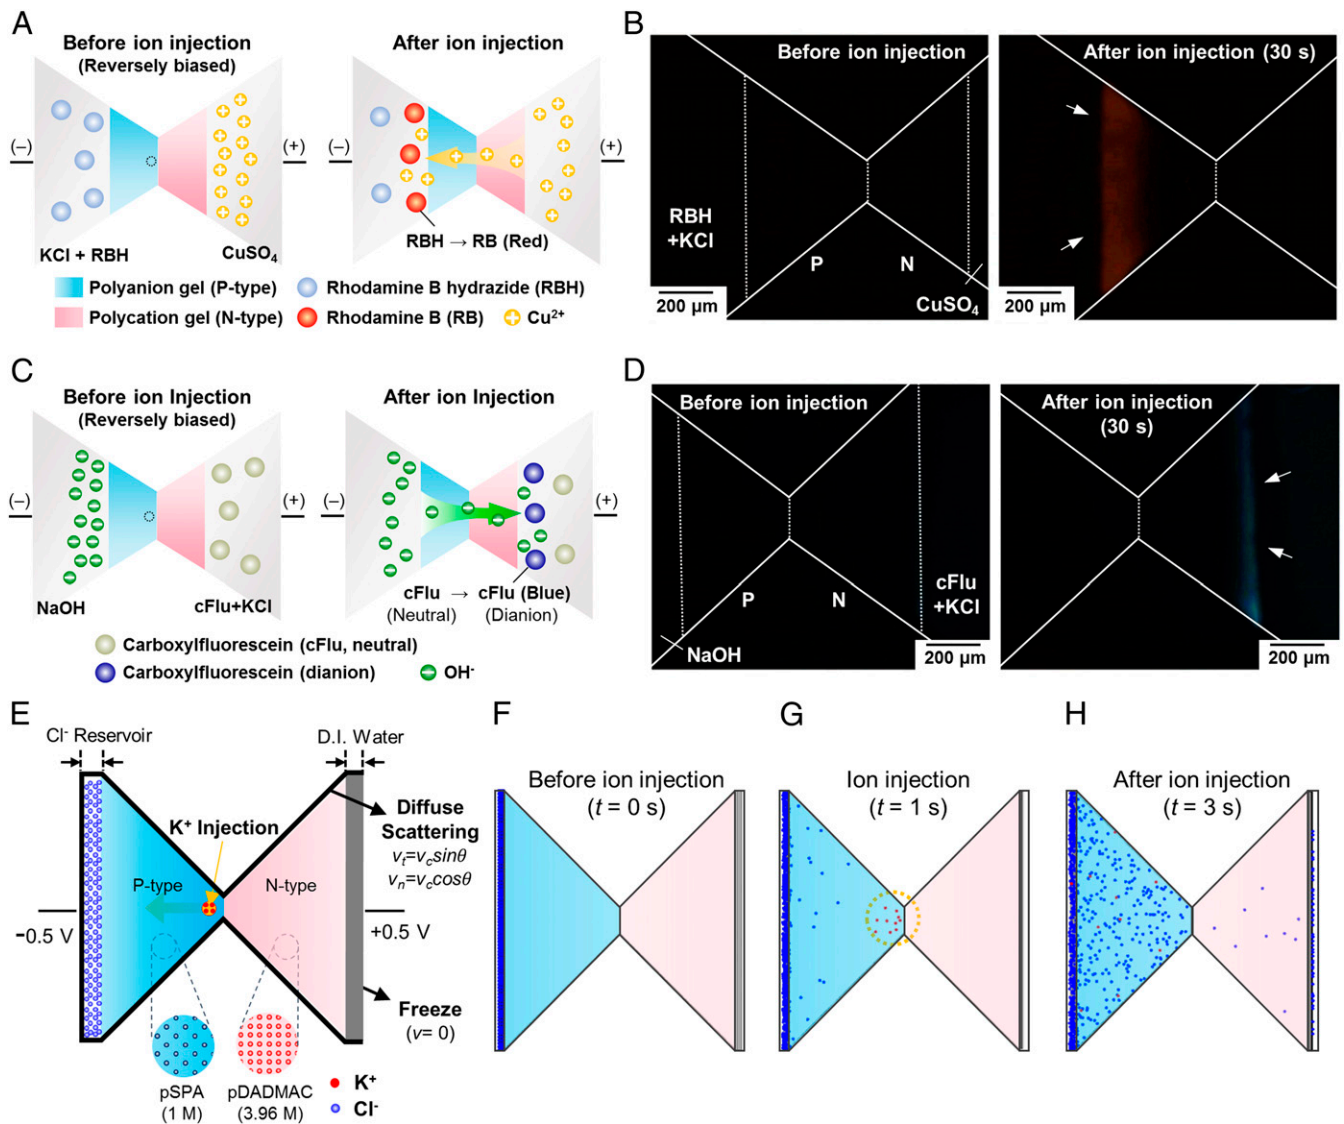 A
Before ion injection
(Reversely biased)
After ion injection
(–)
(+)
(–)
(+)
KCl + RBH
CuSO4
RBH → RB (Red)
Polyanion gel (P-type)
Rhodamine B hydrazide (RBH)
Polycation gel (N-type)
Rhodamine B (RB)
Cu2+
B
Before ion injection
After ion injection (30 s)
RBH
+KCl
P
N
CuSO4
200 µm
200 µm
C
Before ion Injection
(Reversely biased)
After ion Injection
(–)
(+)
(–)
(+)
NaOH
cFlu+KCl
cFlu → cFlu (Blue)
(Neutral) (Dianion)
Carboxylfluorescein (cFlu, neutral)
Carboxylfluorescein (dianion)
OH-
D
Before ion injection
After ion injection
(30 s)
P
N
cFlu
+KCl
NaOH
200 µm
200 µm
E
Cl- Reservoir
D.I. Water
K+ Injection
Diffuse
Scattering
vt=vcsinθ
vn=vccosθ
P-type
N-type
-0.5 V
+0.5 V
Freeze
(v= 0)
pSPA
(1 M)
pDADMAC
(3.96 M)
K+
Cl-
F
Before ion injection
(t = 0 s)
G
Ion injection
(t = 1 s)
H
After ion injection
(t = 3 s)